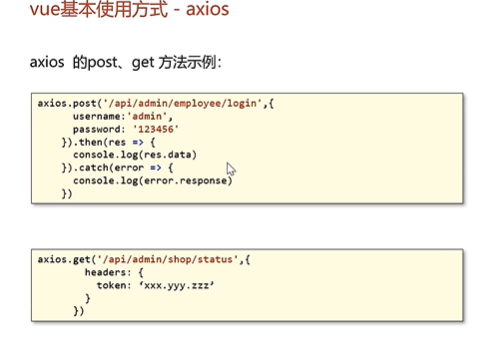 vue基本使用方式 - axios
axios 的post、get 方法示例：
axios.post('/api/admin/employee/login',{
username:'admin',
password: '123456'
}).then(res => {
console.log(res.data)
}).catch(error => {
console.log(error.response)
})
axios.get('/api/admin/shop/status',{
headers: {
token: ‘xxx.yyy.zzz’
}
})